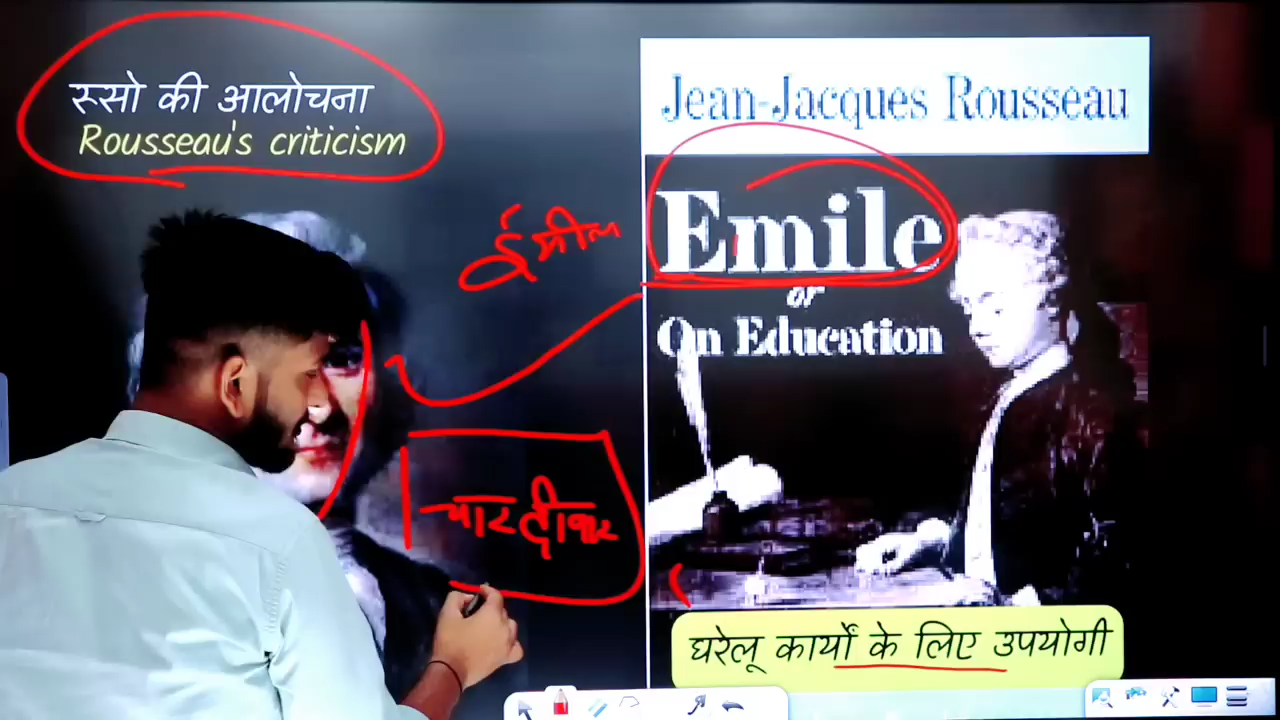 रूसो की आलोचना
Rousseau's criticism
Jean-Jacques Rousseau
Emile
or
On Education
ईमील
चार दीवार
घरेलू कार्यो के लिए उपयोगी